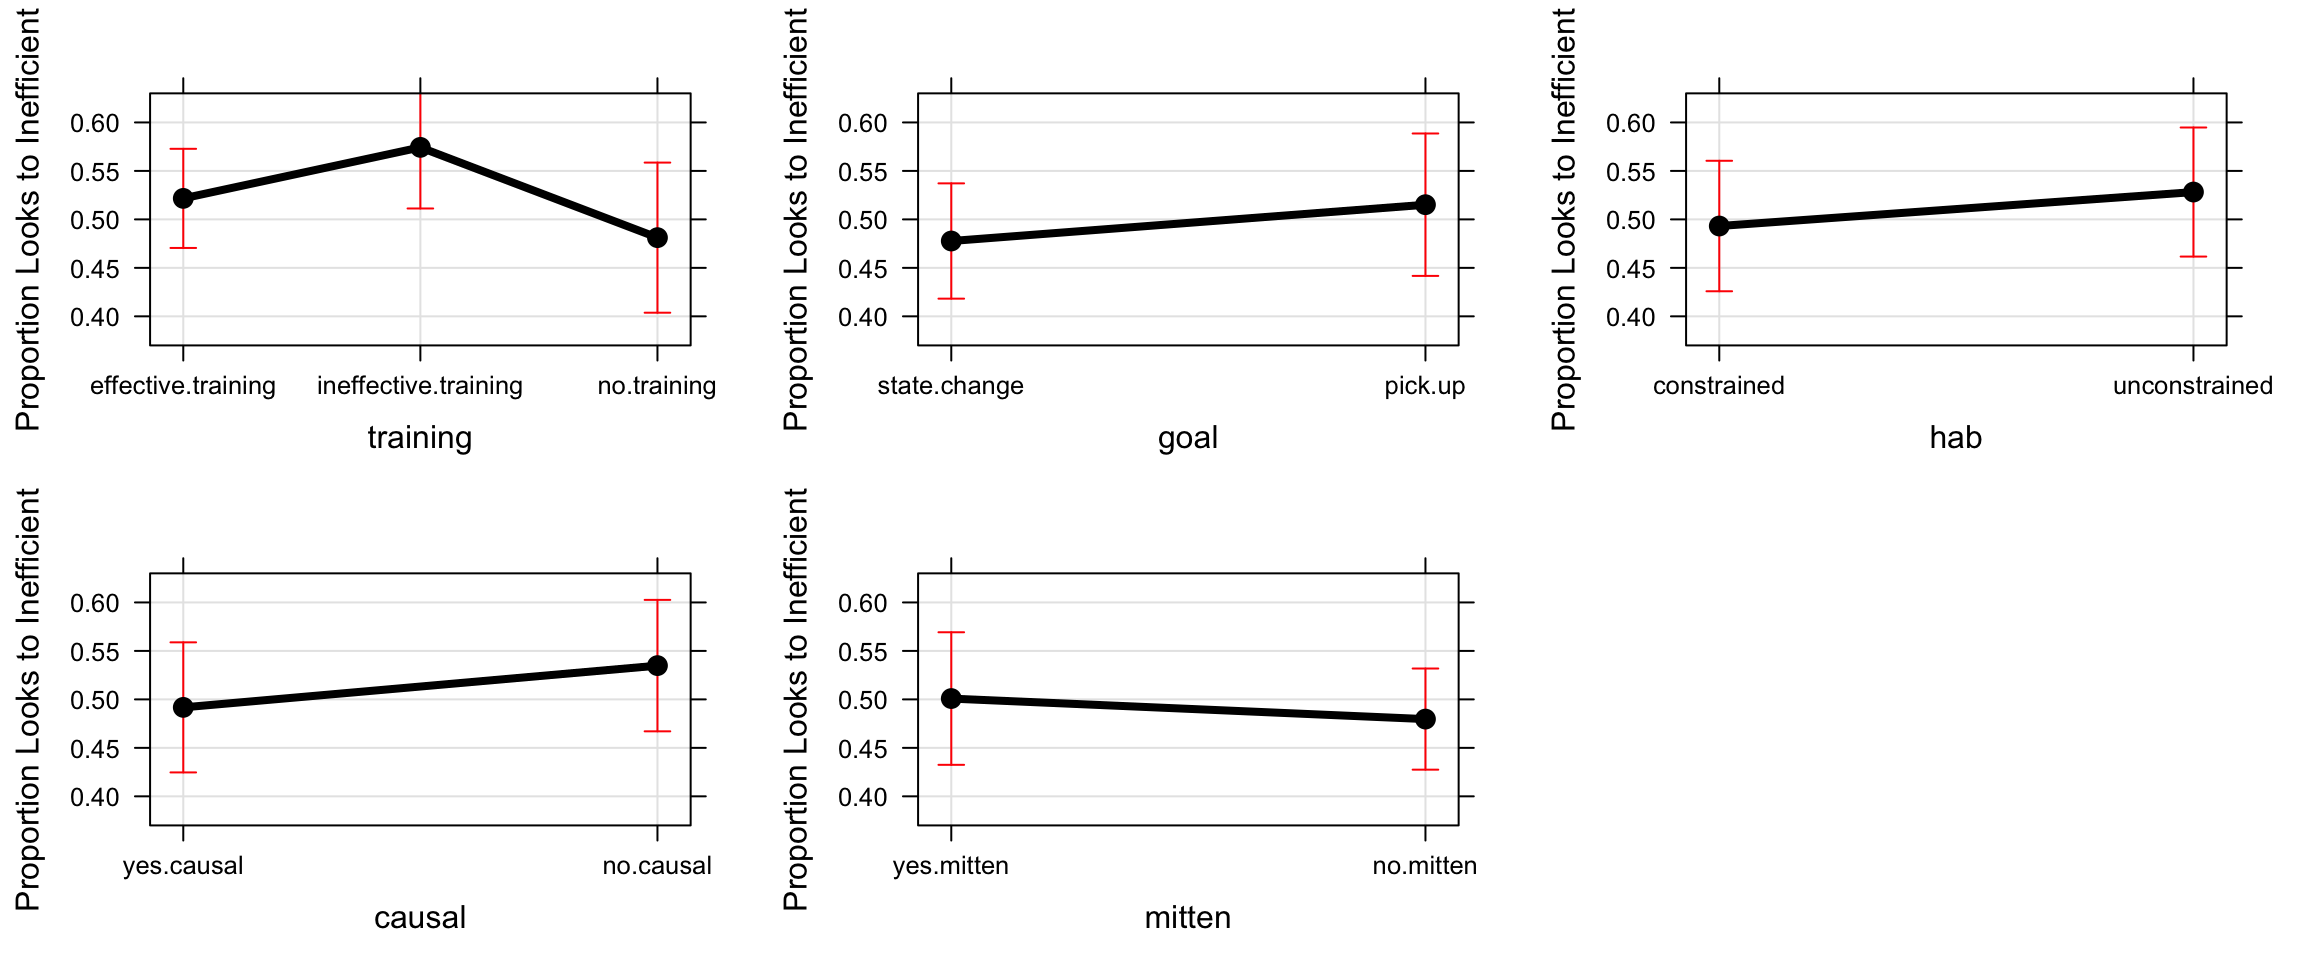 Proportion Looks to Inefficient
0.60
0.55
0.50
0.45
0.40
effective.training ineffective.training no.training
training
Proportion Looks to Inefficient
0.60
0.55
0.50
0.45
0.40
state.change pick.up
goal
Proportion Looks to Inefficient
0.60
0.55
0.50
0.45
0.40
constrained unconstrained
hab
Proportion Looks to Inefficient
0.60
0.55
0.50
0.45
0.40
yes.causal no.causal
causal
Proportion Looks to Inefficient
0.60
0.55
0.50
0.45
0.40
yes.mitten no.mitten
mitten